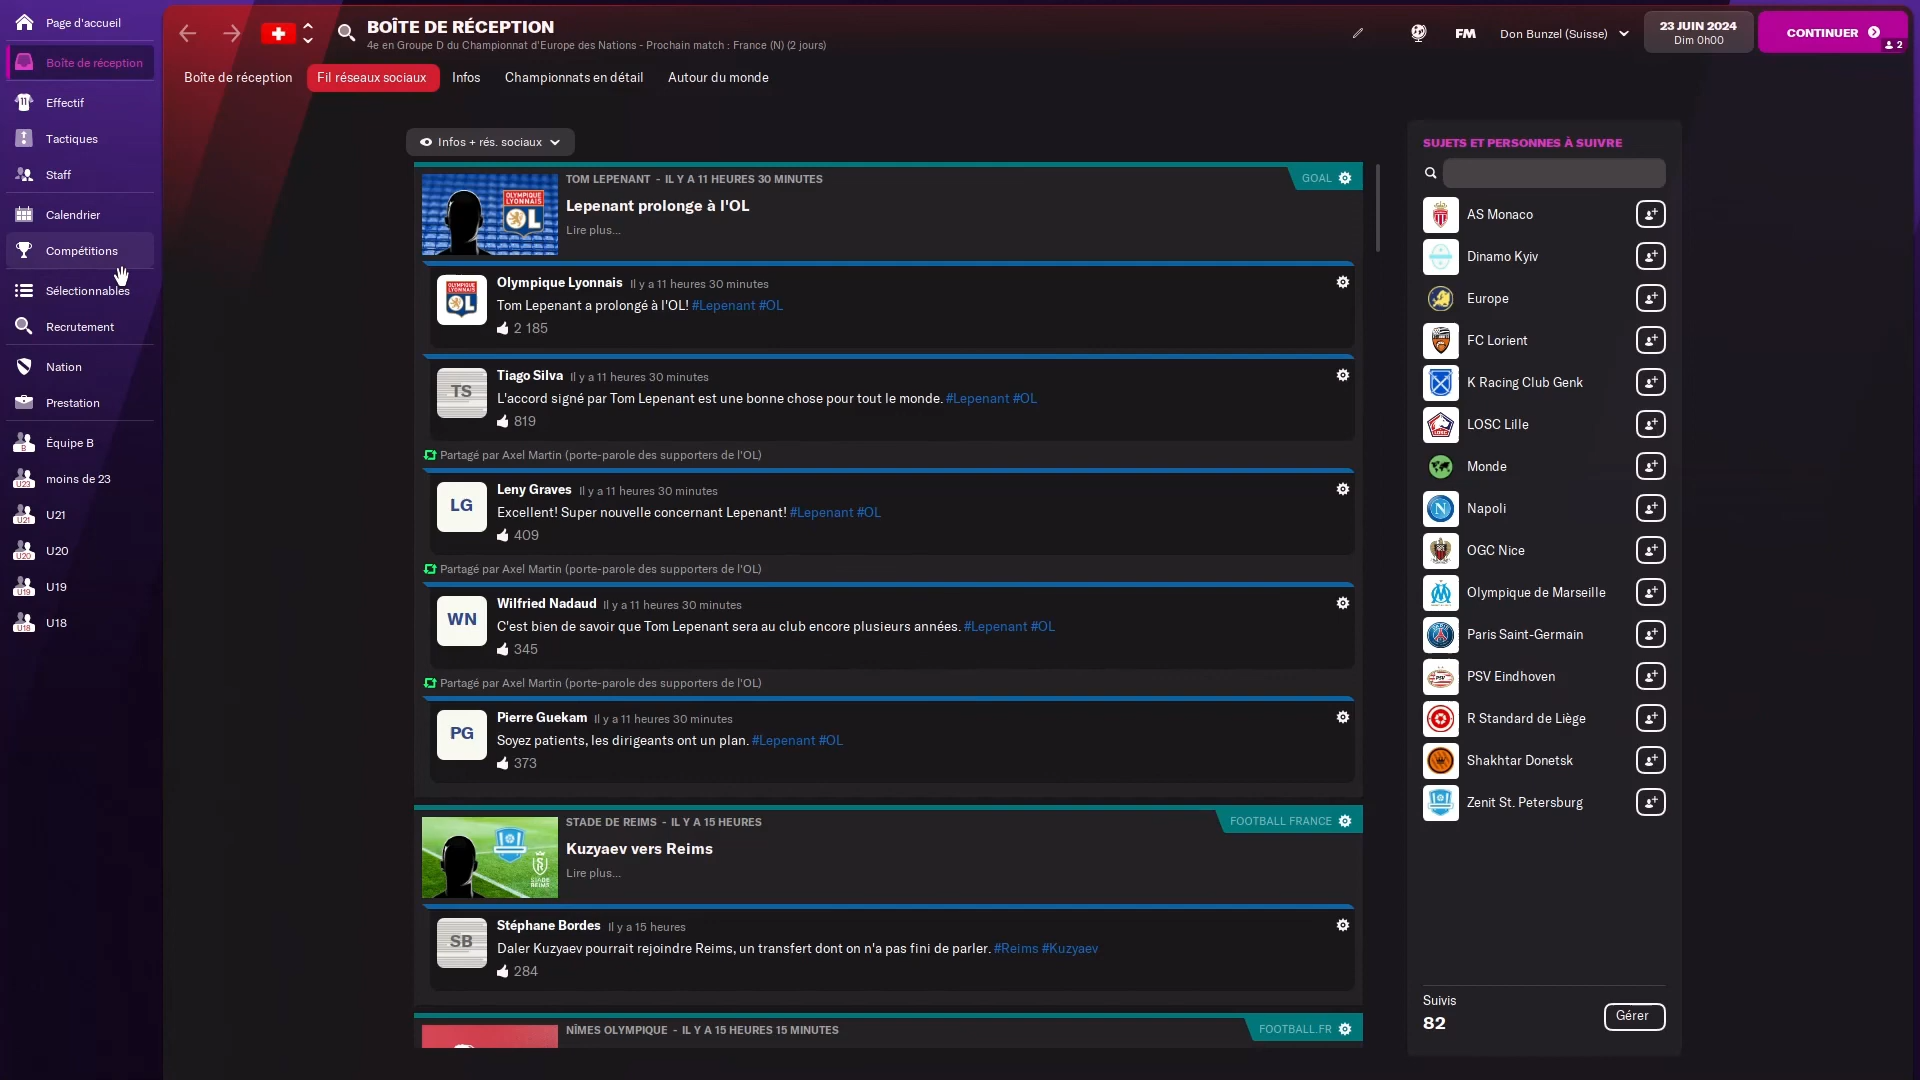 Page d'accueil
Boîte de réception
Effectif
Tactiques
Staff
Calendrier
Compétitions
Sélectionnables
Recrutement
Nation
Prestation
Équipe B
moins de 23
U21
U20
U19
U18
BOÎTE DE RÉCEPTION
4e en Groupe D du Championnat d'Europe des Nations - Prochain match : France (N) (2 jours)
FM
Don Bunzel (Suisse)
23 JUIN 2024
Dim 0h00
CONTINUER
2
Boîte de réception
Fil réseaux sociaux
Infos
Championnats en détail
Autour du monde
Infos + rés. sociaux
TOM LEPENANT - IL Y A 11 HEURES 30 MINUTES
GOAL
Lepenant prolonge à l'OL
Lire plus...
Olympique Lyonnais Il y a 11 heures 30 minutes
Tom Lepenant a prolongé à l'OL! #Lepenant #OL
2 185
TS
Tiago Silva Il y a 11 heures 30 minutes
L'accord signé par Tom Lepenant est une bonne chose pour tout le monde. #Lepenant #OL
819
Partagé par Axel Martin (porte-parole des supporters de l'OL)
LG
Leny Graves Il y a 11 heures 30 minutes
Excellent! Super nouvelle concernant Lepenant! #Lepenant #OL
409
Partagé par Axel Martin (porte-parole des supporters de l'OL)
WN
Wilfried Nadaud Il y a 11 heures 30 minutes
C'est bien de savoir que Tom Lepenant sera au club encore plusieurs années. #Lepenant #OL
345
Partagé par Axel Martin (porte-parole des supporters de l'OL)
PG
Pierre Guekam Il y a 11 heures 30 minutes
Soyez patients, les dirigeants ont un plan. #Lepenant #OL
373
STADE DE REIMS - IL Y A 15 HEURES
FOOTBALL FRANCE
Kuzyaev vers Reims
Lire plus...
SB
Stéphane Bordes Il y a 15 heures
Daler Kuzyaev pourrait rejoindre Reims, un transfert dont on n'a pas fini de parler. #Reims #Kuzyaev
284
NÎMES OLYMPIQUE - IL Y A 15 HEURES 15 MINUTES
FOOTBALL.FR
SUJETS ET PERSONNES À SUIVRE
AS Monaco
Dinamo Kyiv
Europe
FC Lorient
K Racing Club Genk
LOSC Lille
Monde
Napoli
OGC Nice
Olympique de Marseille
Paris Saint-Germain
PSV Eindhoven
R Standard de Liège
Shakhtar Donetsk
Zenit St. Petersburg
Suivis
82
Gérer